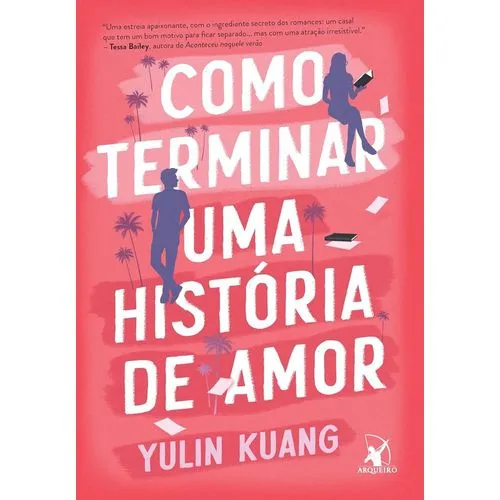 “Uma estreia apaixonante, com o ingrediente secreto dos romances: um casal
que tem um bom motivo para ficar separado... mas com uma atração irresistível.”
– Tessa Bailey, autora de Aconteceu naquele verão
COMO
TERMINAR
UMA
HISTÓRIA
DE AMOR
YULIN KUANG
ARQUEIRO